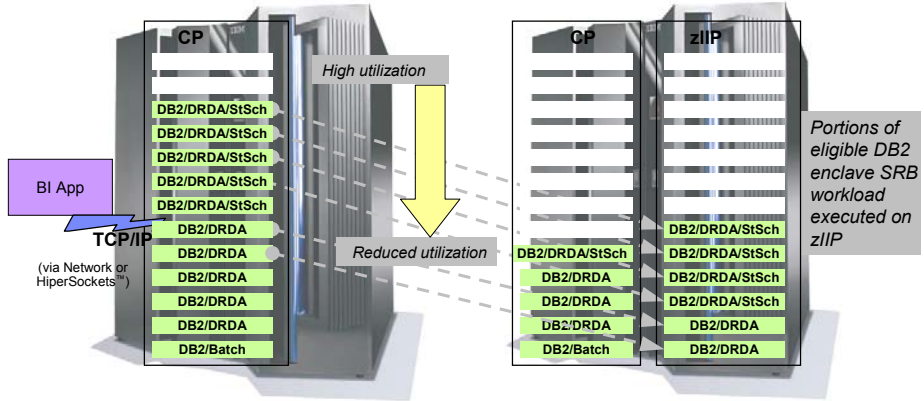 CP
High utilization
DB2/DRDA/StSch
DB2/DRDA/StSch
DB2/DRDA/StSch
DB2/DRDA/StSch
DB2/DRDA/StSch
DB2/DRDA
DB2/DRDA
DB2/DRDA
DB2/DRDA
DB2/DRDA
DB2/Batch
BI App
TCP/IP
(via Network or
HiperSockets™)
Reduced utilization
CP
DB2/DRDA/StSch
DB2/DRDA
DB2/DRDA
DB2/DRDA
DB2/Batch
zIIP
DB2/DRDA/StSch
DB2/DRDA/StSch
DB2/DRDA/StSch
DB2/DRDA/StSch
DB2/DRDA
DB2/DRDA
Portions of
eligible DB2
enclave SRB
workload
executed on
zIIP